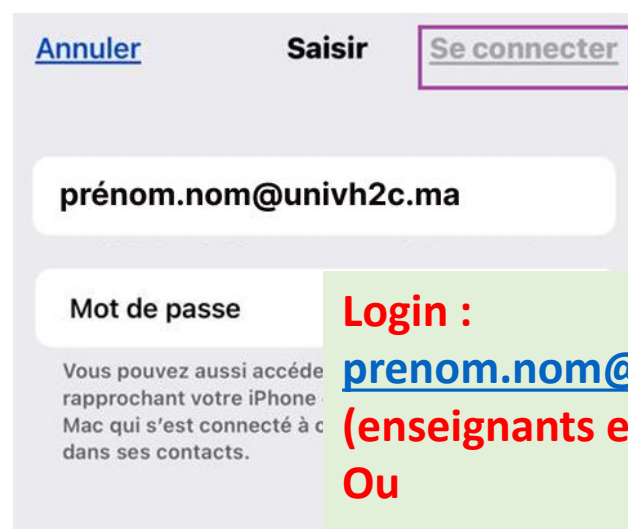 Annuler Saisir Se connecter
prénom.nom@univh2c.ma
Mot de passe
Vous pouvez aussi accéde
rapprochant votre iPhone
Mac qui s'est connecté à
dans ses contacts.
Login :
prenom.nom@
(enseignants e
Ou